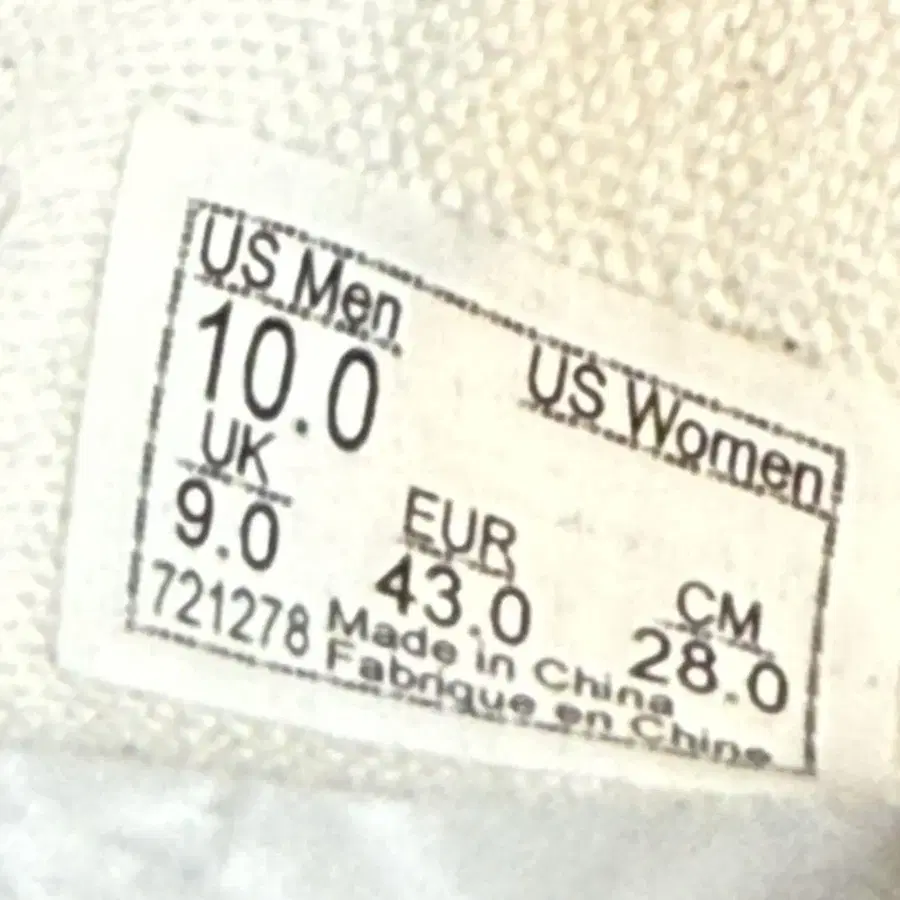 US Men
US Women
10.0
UK
EUR
CM
9.0
43.0
28.0
721278
Made in China
Fabrique en Chine